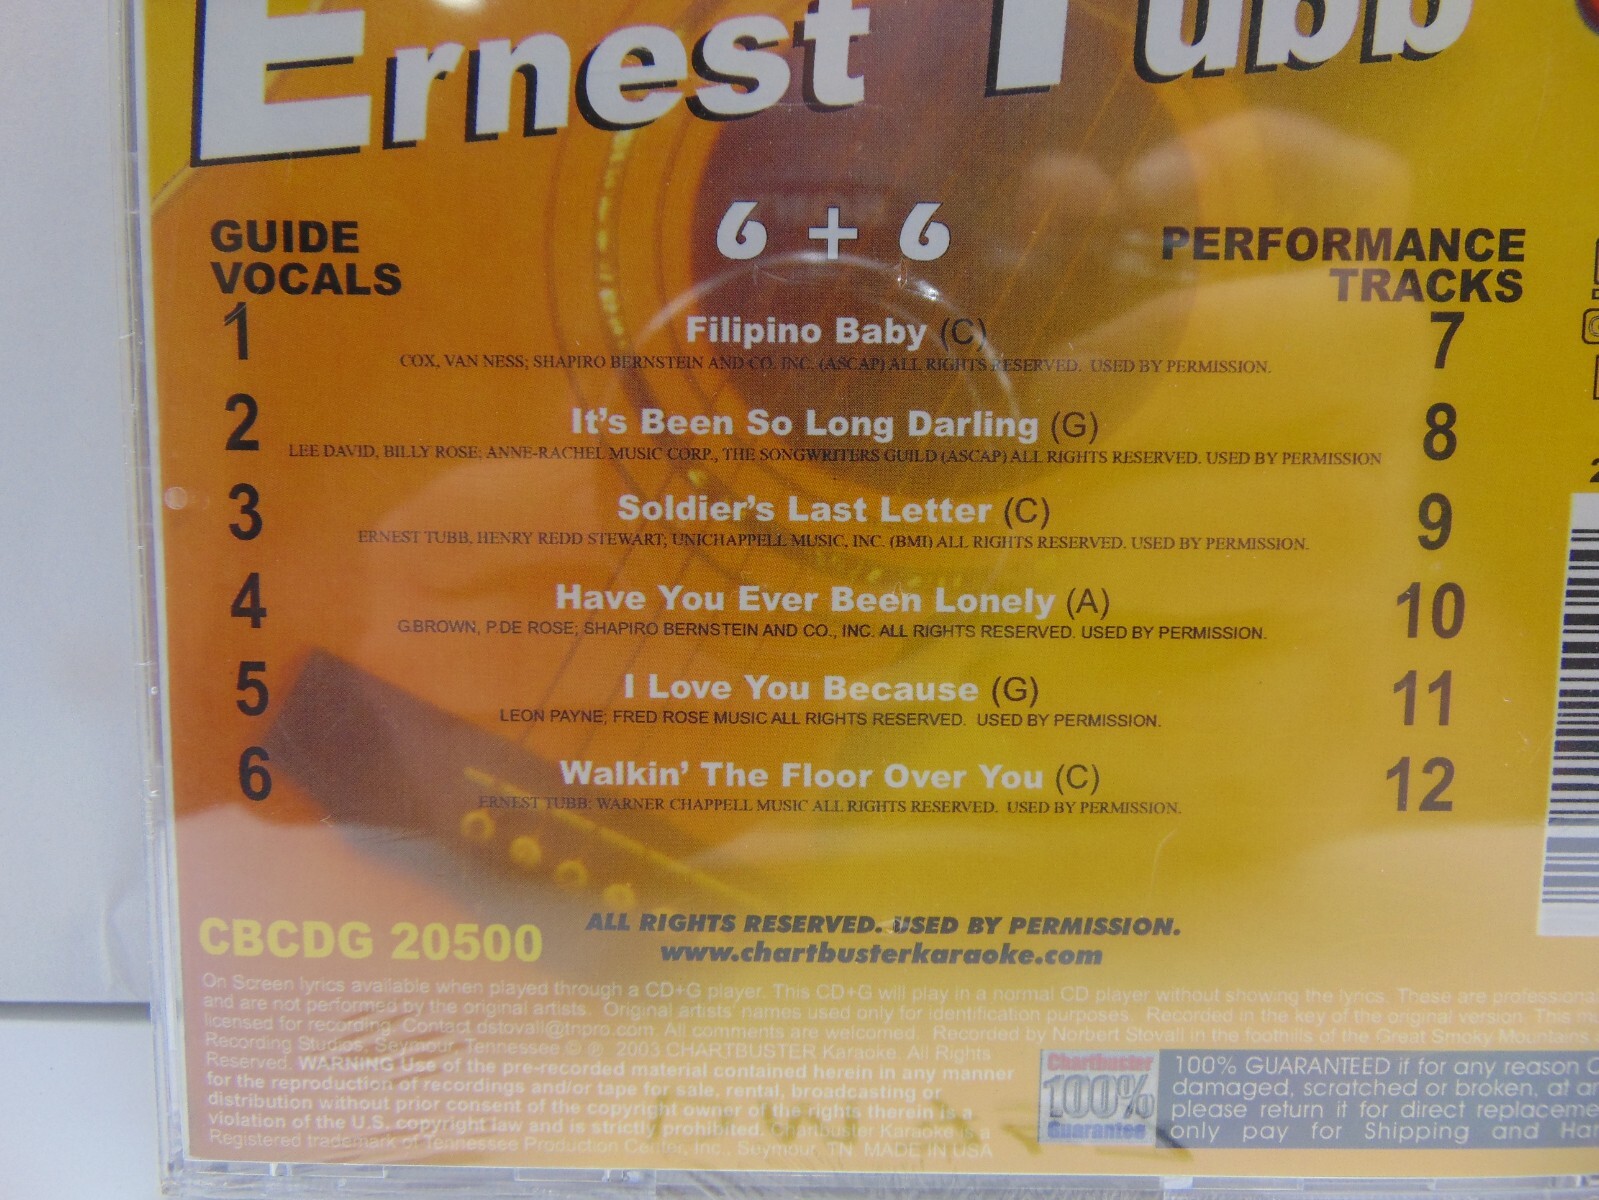 Ernest Tubb
6 + 6
GUIDE
VOCALS
PERFORMANCE
TRACKS
1 Filipino Baby (C) 7
COX, VAN NESS; SHAPIRO BERNSTEIN AND CO. INC. (ASCAP) ALL RIGHTS RESERVED. USED BY PERMISSION.
2 It's Been So Long Darling (G) 8
LEE DAVID, BILLY ROSE; ANNE-RACHEL MUSIC CORP., THE SONGWRITERS GUILD (ASCAP) ALL RIGHTS RESERVED. USED BY PERMISSION
3 Soldier's Last Letter (C) 9
ERNEST TUBB, HENRY REDD STEWART; UNICHAPPELL MUSIC, INC. (BMI) ALL RIGHTS RESERVED. USED BY PERMISSION.
4 Have You Ever Been Lonely (A) 10
G.BROWN, P.DE ROSE; SHAPIRO BERNSTEIN AND CO., INC. ALL RIGHTS RESERVED. USED BY PERMISSION.
5 I Love You Because (G) 11
LEON PAYNE; FRED ROSE MUSIC ALL RIGHTS RESERVED. USED BY PERMISSION.
6 Walkin' The Floor Over You (C) 12
ERNEST TUBB; WARNER CHAPPELL MUSIC ALL RIGHTS RESERVED. USED BY PERMISSION.
CBCDG 20500
ALL RIGHTS RESERVED. USED BY PERMISSION.
www.chartbusterkaraoke.com
On Screen lyrics available when played through a CD+G player. This CD+G will play in a normal CD player without showing the lyrics. These are professional
and are not performed by the original artists. Original artists' names used only for identification purposes. Recorded in the key of the original version. This
licensed for recording. Contact dstovall@tnpro.com. All comments are welcomed. Recorded by Norbert Stovall in the foothills of the Great Smoky Mountains
Recording Studios, Seymour, Tennessee © ℗ 2003 CHARTBUSTER Karaoke. All Rights
Reserved. WARNING Use of the pre-recorded material contained herein in any manner
for the reproduction of recordings and/or tape for sale, rental, broadcasting or
distribution without prior consent of the copyright owner of the rights therein is a
violation of the U.S. copyright law and is strictly prohibited. Chartbuster Karaoke is a
Registered trademark of Tennessee Production Center, Inc., Seymour, TN. MADE IN USA
Chartbuster
100%
Guarantee
100% GUARANTEED if for any reason
damaged, scratched or broken, at
please return it for direct
only pay for Shipping and